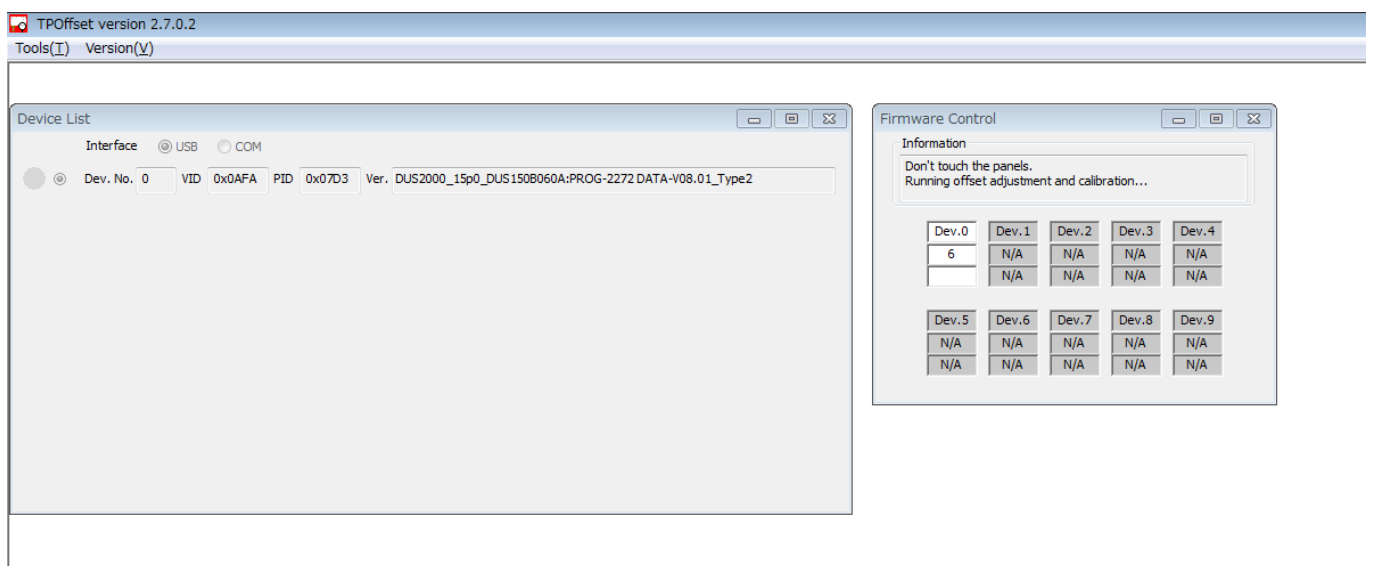 TPOffset version 2.7.0.2
Tools(T) Version(V)
Device List
Interface USB COM
Dev. No. 0 VID 0x0AFA PID 0x07D3 Ver. DUS2000_15p0_DUS150B060A:PROG-2272 DATA-V08.01_Type2
Firmware Control
Information
Don't touch the panels.
Running offset adjustment and calibration...
Dev.0 Dev.1 Dev.2 Dev.3 Dev.4
6 N/A N/A N/A N/A
N/A N/A N/A N/A
Dev.5 Dev.6 Dev.7 Dev.8 Dev.9
N/A N/A N/A N/A N/A
N/A N/A N/A N/A N/A